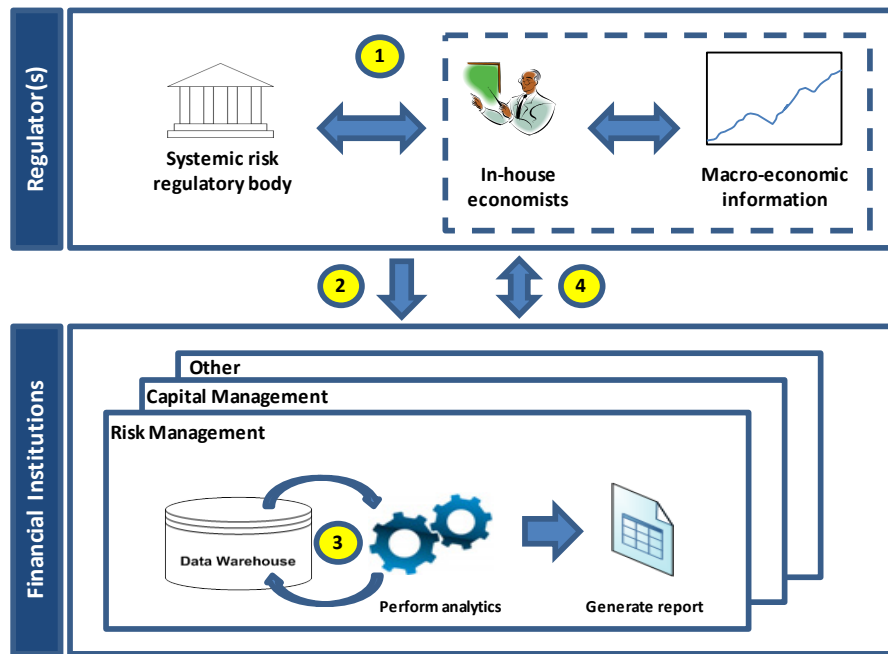 Regulator(s)
1
Systemic risk
regulatory body
In-house
economists
Macro-economic
information
2
4
Financial Institutions
Other
Capital Management
Risk Management
Data Warehouse
3
Perform analytics
Generate report